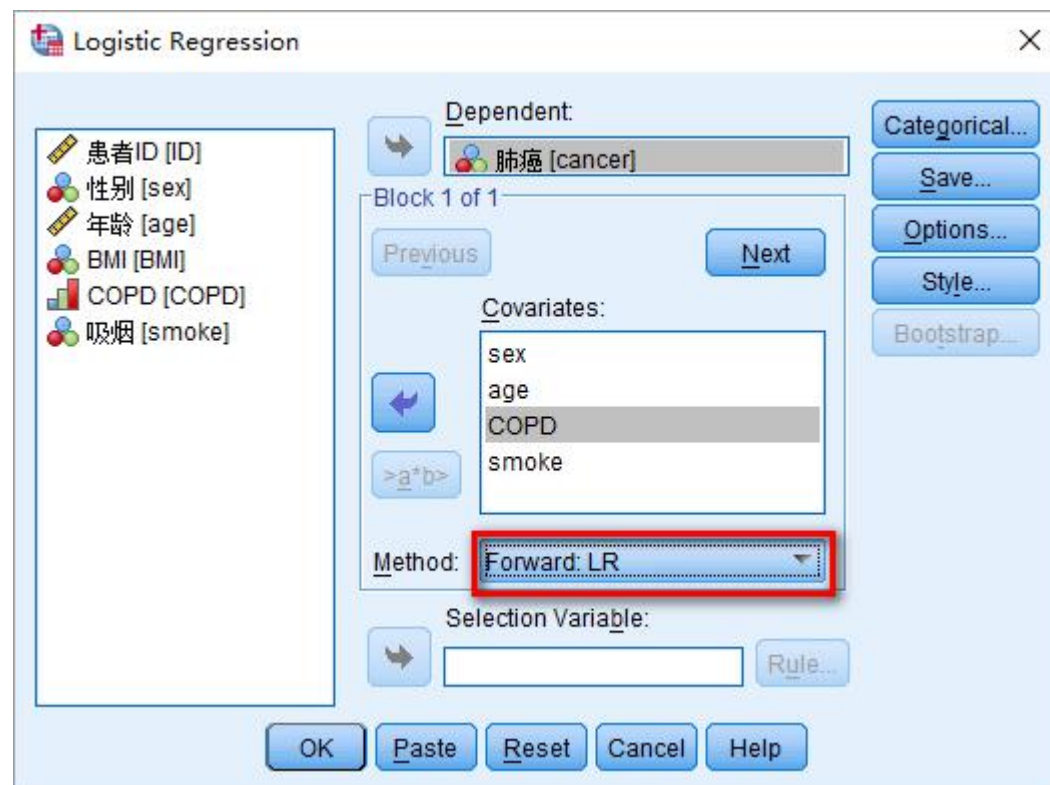 Logistic Regression
患者ID [ID]
性别 [sex]
年龄 [age]
BMI [BMI]
COPD [COPD]
吸烟 [smoke]
Dependent:
肺癌 [cancer]
Block 1 of 1
Previous
Next
Covariates:
sex
age
COPD
smoke
>a*b>
Method:
Forward: LR
Selection Variable:
Rule...
Categorical...
Save...
Options...
Style...
Bootstrap...
OK
Paste
Reset
Cancel
Help